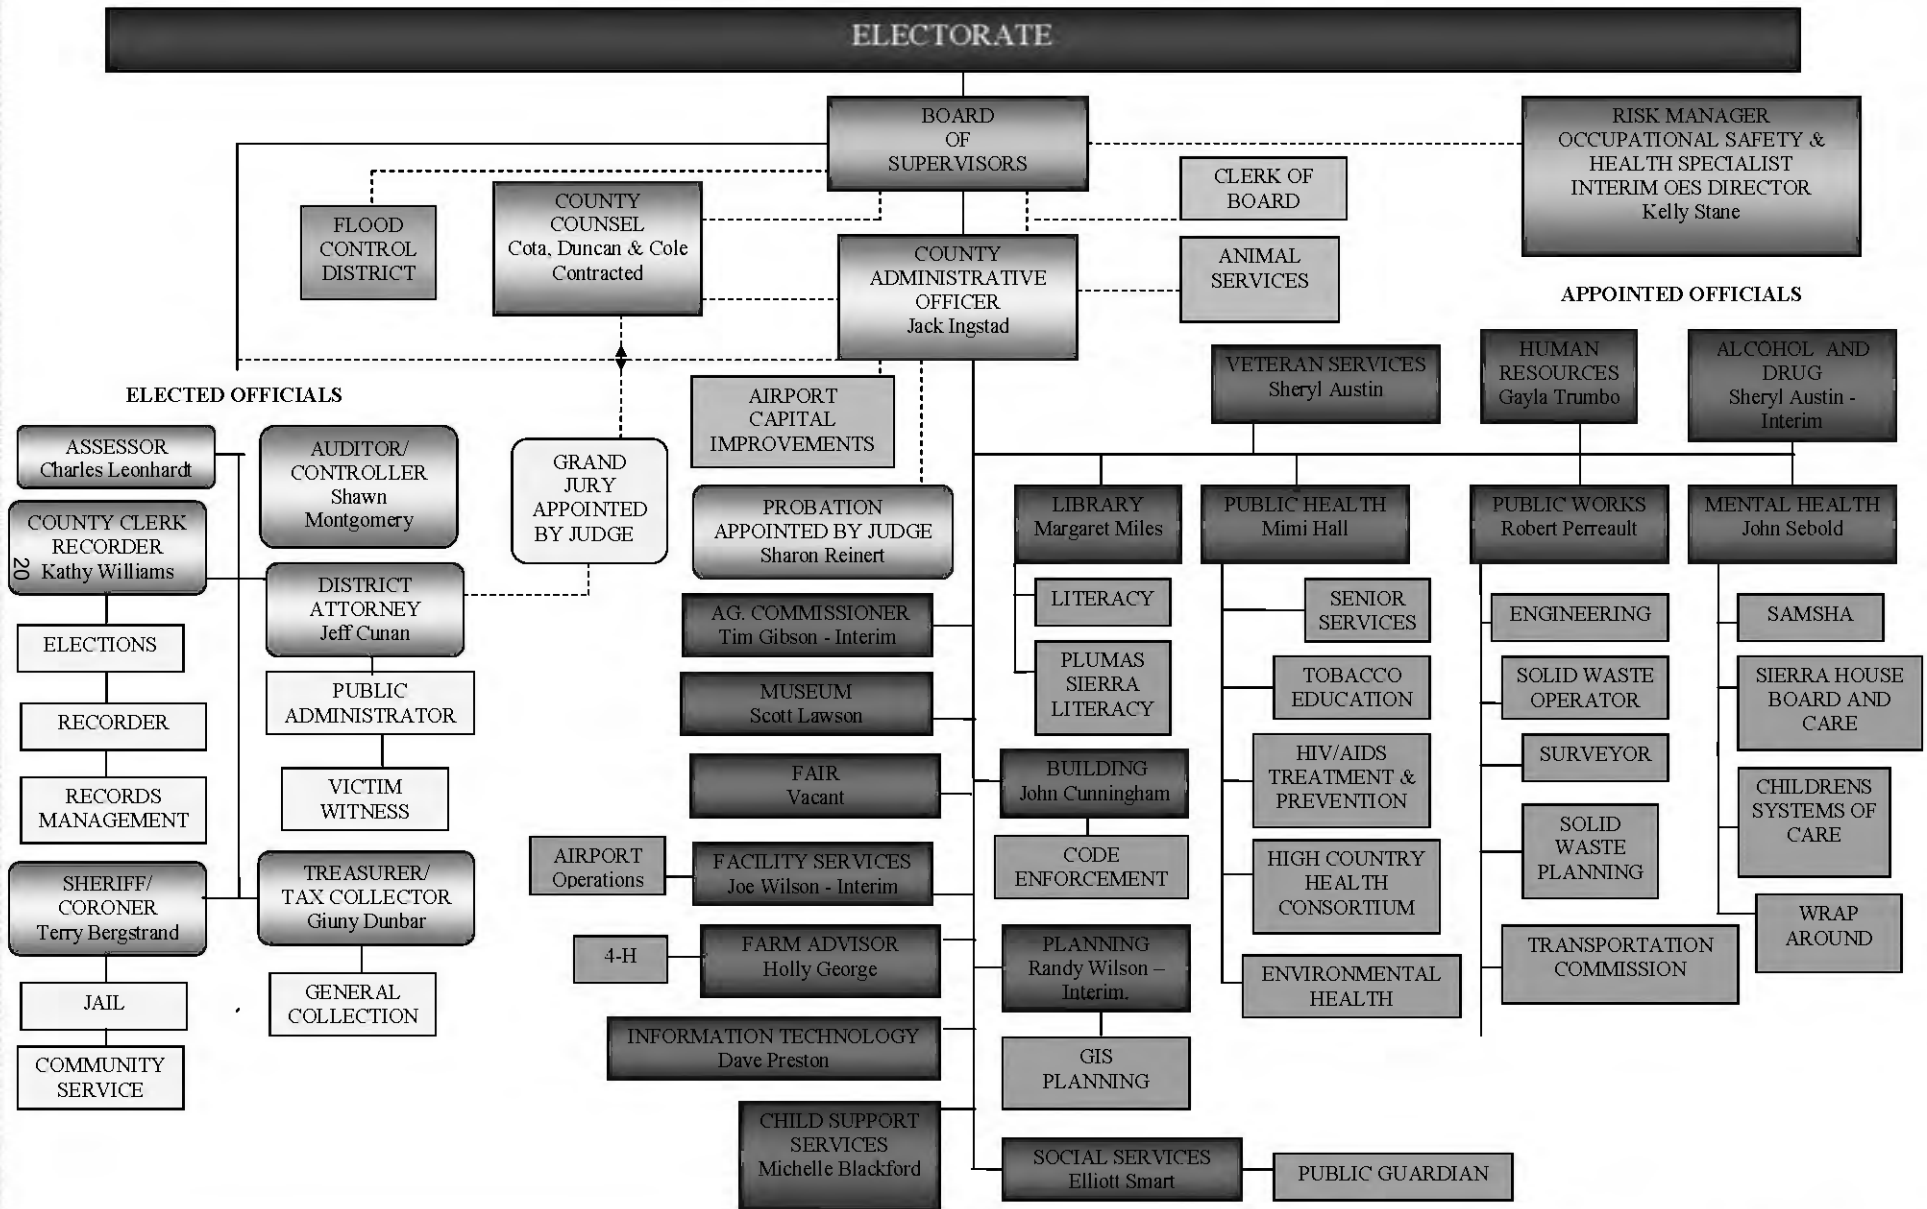 ELECTORATE
BOARD
OF
SUPERVISORS
RISK MANAGER
OCCUPATIONAL SAFETY &
HEALTH SPECIALIST
INTERIM OES DIRECTOR
Kelly Stane
CLERK OF
BOARD
COUNTY
COUNSEL
Cota, Duncan & Cole
Contracted
FLOOD
CONTROL
DISTRICT
COUNTY
ADMINISTRATIVE
OFFICER
Jack Ingstad
ANIMAL
SERVICES
APPOINTED OFFICIALS
VETERAN SERVICES
Sheryl Austin
HUMAN
RESOURCES
Gayla Trumbo
ALCOHOL AND
DRUG
Sheryl Austin -
Interim
ELECTED OFFICIALS
AIRPORT
CAPITAL
IMPROVEMENTS
ASSESSOR
Charles Leonhardt
AUDITOR/
CONTROLLER
Shawn
Montgomery
GRAND
JURY
APPOINTED
BY JUDGE
PROBATION
APPOINTED BY JUDGE
Sharon Reinert
LIBRARY
Margaret Miles
PUBLIC HEALTH
Mimi Hall
PUBLIC WORKS
Robert Perreault
MENTAL HEALTH
John Sebold
COUNTY CLERK
RECORDER
Kathy Williams
20
DISTRICT
ATTORNEY
Jeff Cunan
AG. COMMISSIONER
Tim Gibson - Interim
LITERACY
SENIOR
SERVICES
ENGINEERING
SAMSHA
ELECTIONS
PUBLIC
ADMINISTRATOR
MUSEUM
Scott Lawson
PLUMAS
SIERRA
LITERACY
TOBACCO
EDUCATION
SOLID WASTE
OPERATOR
SIERRA HOUSE
BOARD AND
CARE
RECORDER
VICTIM
WITNESS
FAIR
Vacant
BUILDING
John Cunningham
HIV/AIDS
TREATMENT &
PREVENTION
SURVEYOR
CHILDRENS
SYSTEMS OF
CARE
RECORDS
MANAGEMENT
AIRPORT
Operations
FACILITY SERVICES
Joe Wilson - Interim
CODE
ENFORCEMENT
HIGH COUNTRY
HEALTH
CONSORTIUM
SOLID
WASTE
PLANNING
WRAP
AROUND
SHERIFF/
CORONER
Terry Bergstrand
TREASURER/
TAX COLLECTOR
Giuny Dunbar
4-H
FARM ADVISOR
Holly George
PLANNING
Randy Wilson –
Interim.
ENVIRONMENTAL
HEALTH
TRANSPORTATION
COMMISSION
JAIL
GENERAL
COLLECTION
INFORMATION TECHNOLOGY
Dave Preston
GIS
PLANNING
COMMUNITY
SERVICE
CHILD SUPPORT
SERVICES
Michelle Blackford
SOCIAL SERVICES
Elliott Smart
PUBLIC GUARDIAN